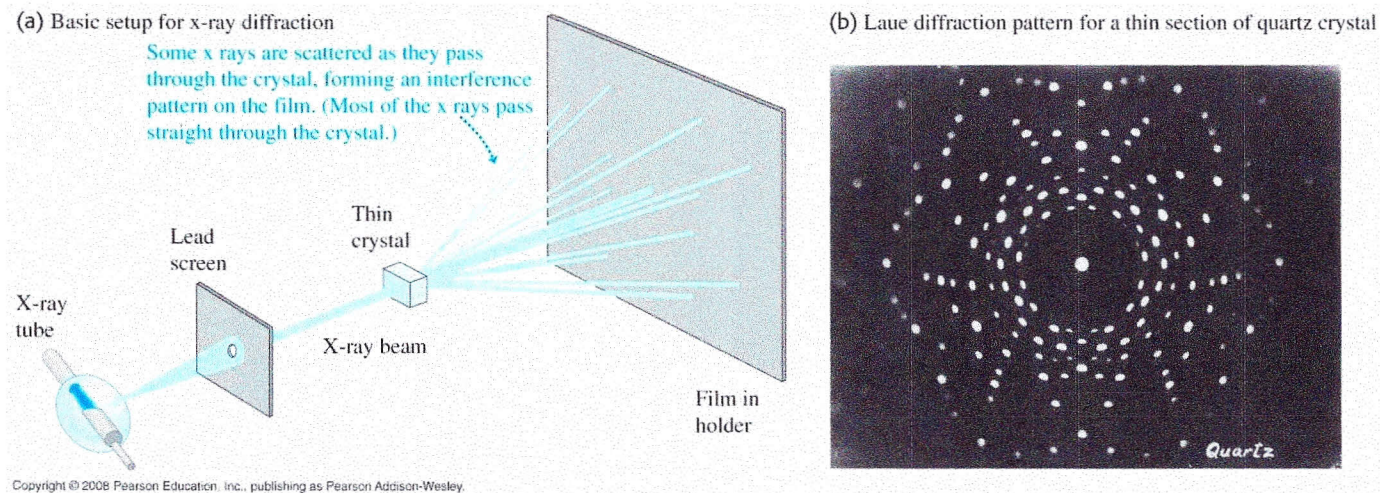 (a) Basic setup for x-ray diffraction
Some x rays are scattered as they pass
through the crystal, forming an interference
pattern on the film. (Most of the x rays pass
straight through the crystal.)
Thin
crystal
Lead
screen
X-ray
tube
X-ray beam
Film in
holder
(b) Laue diffraction pattern for a thin section of quartz crystal
Quartz
Copyright © 2008 Pearson Education, Inc., publishing as Pearson Addison-Wesley.